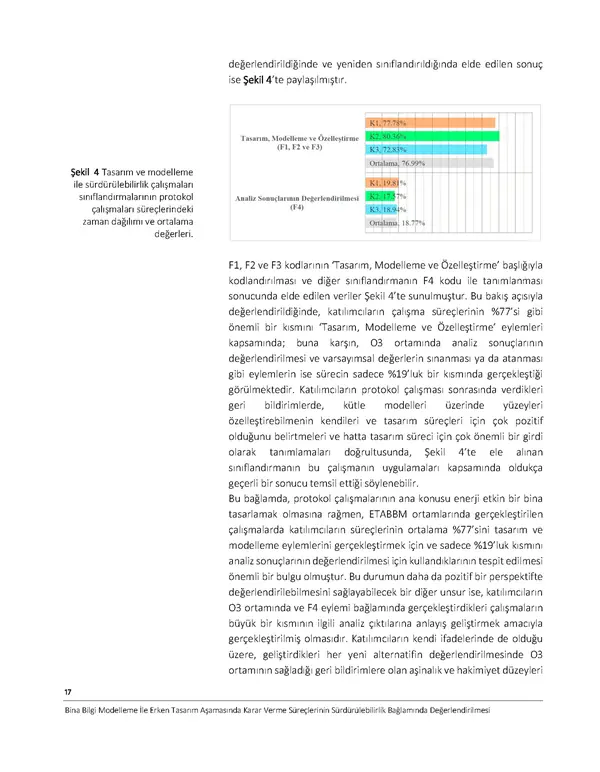 değerlendirildiğinde ve yeniden sınıflandırıldığında elde edilen sonuç
ise Şekil 4'te paylaşılmıştır.
K1, 77.78%
K2, 80.36%
K3, 72.83%
Ortalama, 76.99%
Tasarım, Modelleme ve Özelleştirme
(F1, F2 ve F3)
K1, 19.81%
K2, 17.57%
K3, 18.94%
Ortalama, 18.77%
Analiz Sonuçlarının Değerlendirilmesi
(F4)
Şekil 4 Tasarım ve modelleme
ile sürdürülebilirlik çalışmaları
sınıflandırmalarının protokol
çalışmaları süreçlerindeki
zaman dağılımı ve ortalama
değerleri.
F1, F2 ve F3 kodlarının 'Tasarım, Modelleme ve Özelleştirme' başlığıyla
kodlandırılması ve diğer sınıflandırmanın F4 kodu ile tanımlanması
sonucunda elde edilen veriler Şekil 4'te sunulmuştur. Bu bakış açısıyla
değerlendirildiğinde, katılımcıların çalışma süreçlerinin %77'si gibi
önemli bir kısmını 'Tasarım, Modelleme ve Özelleştirme' eylemleri
kapsamında; buna karşın, O3 ortamında analiz sonuçlarının
değerlendirilmesi ve varsayımsal değerlerin sınanması ya da atanması
gibi eylemlerin ise sürecin sadece %19'luk bir kısmında gerçekleştiği
görülmektedir. Katılımcıların protokol çalışması sonrasında verdikleri
geri bildirimlerde, kütle modelleri üzerinde yüzeyleri
özelleştirebilmenin kendileri ve tasarım süreçleri için çok pozitif
olduğunu belirtmeleri ve hatta tasarım süreci için çok önemli bir girdi
olarak tanımlamaları doğrultusunda, Şekil 4'te ele alınan
sınıflandırmanın bu çalışmanın uygulamaları kapsamında oldukça
geçerli bir sonucu temsil ettiği söylenebilir.
Bu bağlamda, protokol çalışmalarının ana konusu enerji etkin bir bina
tasarlamak olmasına rağmen, ETABBM ortamlarında gerçekleştirilen
çalışmalarda katılımcıların süreçlerinin ortalama %77'sini tasarım ve
modelleme eylemlerini gerçekleştirmek için ve sadece %19'luk kısmını
analiz sonuçlarının değerlendirilmesi için kullandıklarının tespit edilmesi
önemli bir bulgu olmuştur. Bu durumun daha da pozitif bir perspektifte
değerlendirilebilmesini sağlayabilecek bir diğer unsur ise, katılımcıların
O3 ortamında ve F4 eylemi bağlamında gerçekleştirdikleri çalışmaların
büyük bir kısmının ilgili analiz çıktılarına anlayış geliştirmek amacıyla
gerçekleştirilmiş olmasıdır. Katılımcıların kendi ifadelerinde de olduğu
üzere, geliştirdikleri her yeni alternatifin değerlendirilmesinde O3
ortamının sağladığı geri bildirimlere olan aşinalık ve hakimiyet düzeyleri
17
Bina Bilgi Modelleme İle Erken Tasarım Aşamasında Karar Verme Süreçlerinin Sürdürülebilirlik Bağlamında Değerlendirilmesi